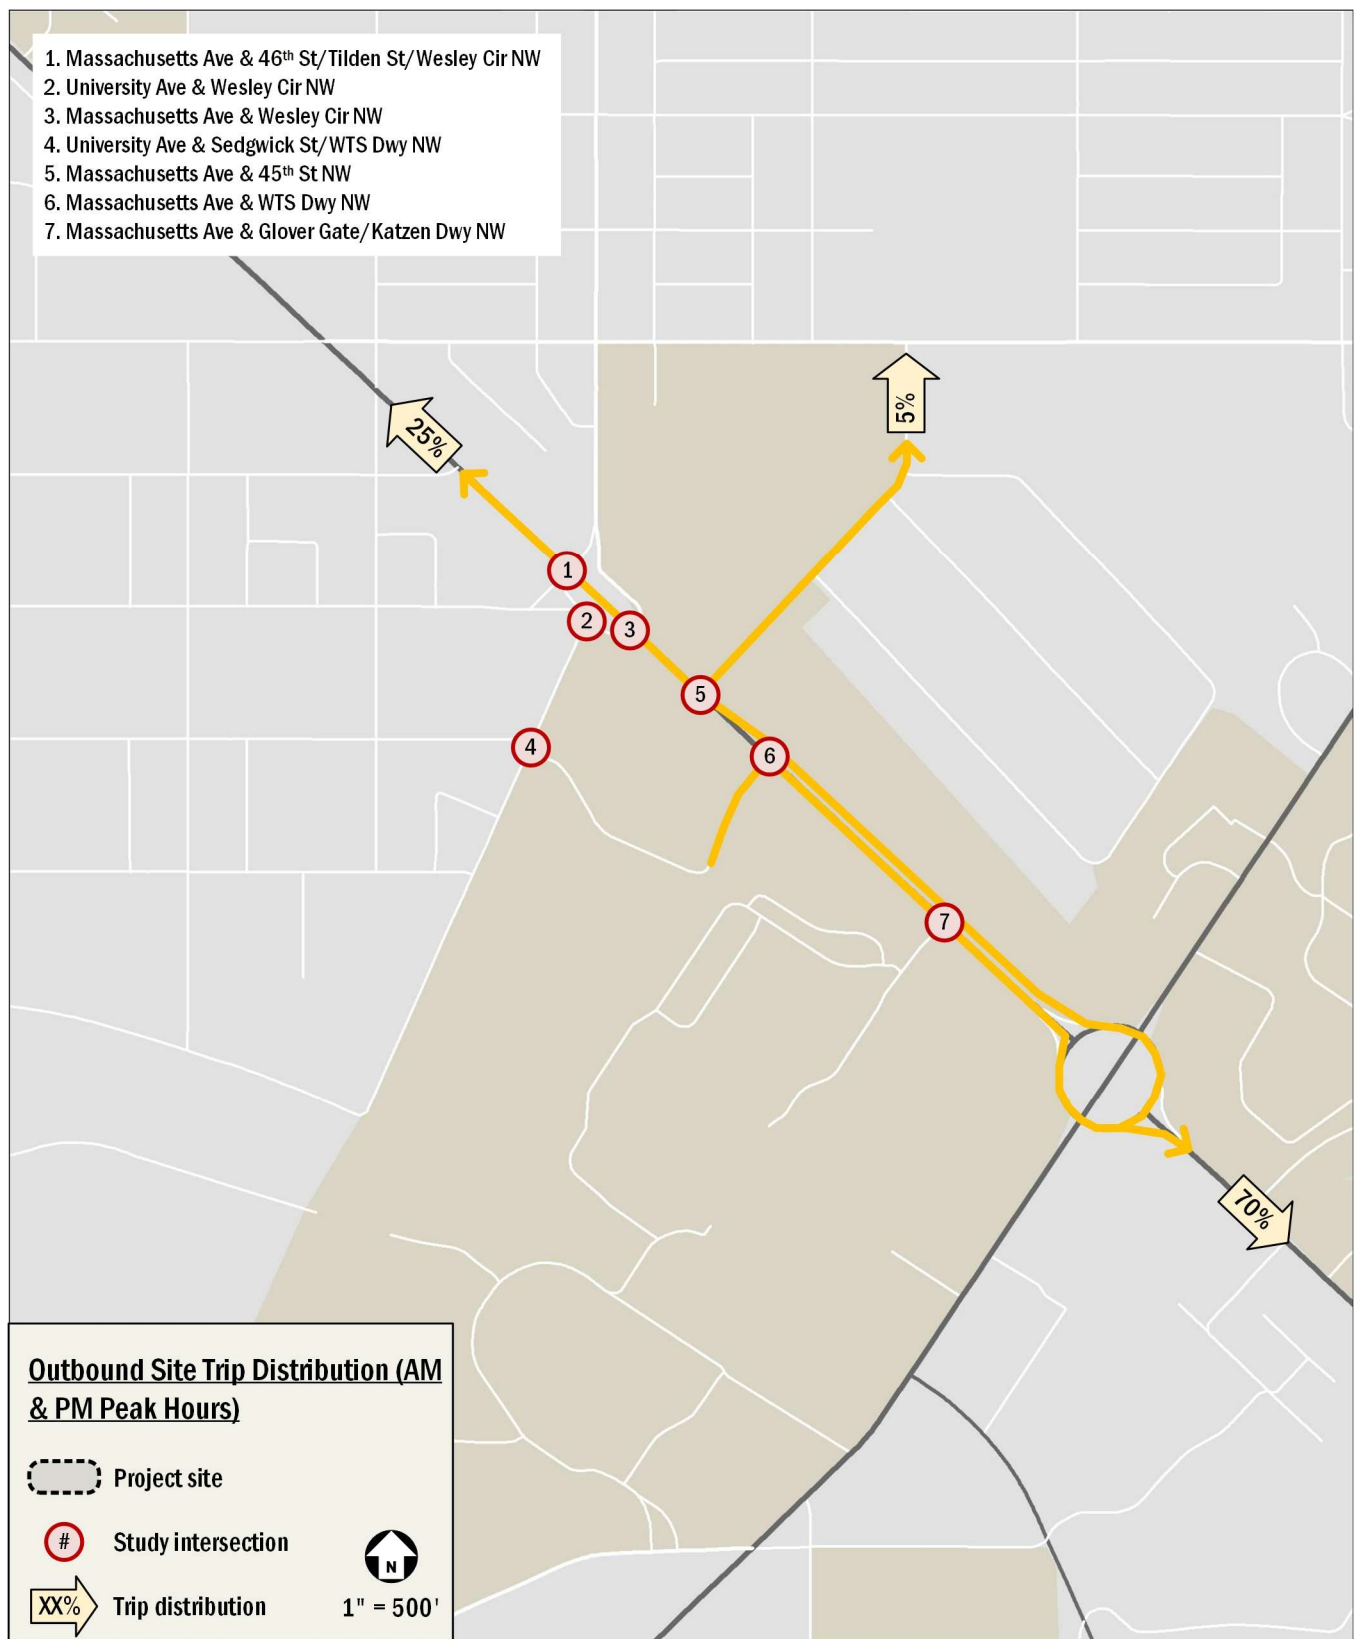 1. Massachusetts Ave & 46th St/Tilden St/Wesley Cir NW
2. University Ave & Wesley Cir NW
3. Massachusetts Ave & Wesley Cir NW
4. University Ave & Sedgwick St/WTS Dwy NW
5. Massachusetts Ave & 45th St NW
6. Massachusetts Ave & WTS Dwy NW
7. Massachusetts Ave & Glover Gate/Katzen Dwy NW
5%
25%
1
2
3
5
4
6
7
70%
Outbound Site Trip Distribution (AM
& PM Peak Hours)
Project site
# Study intersection
N
XX% Trip distribution
1" = 500'